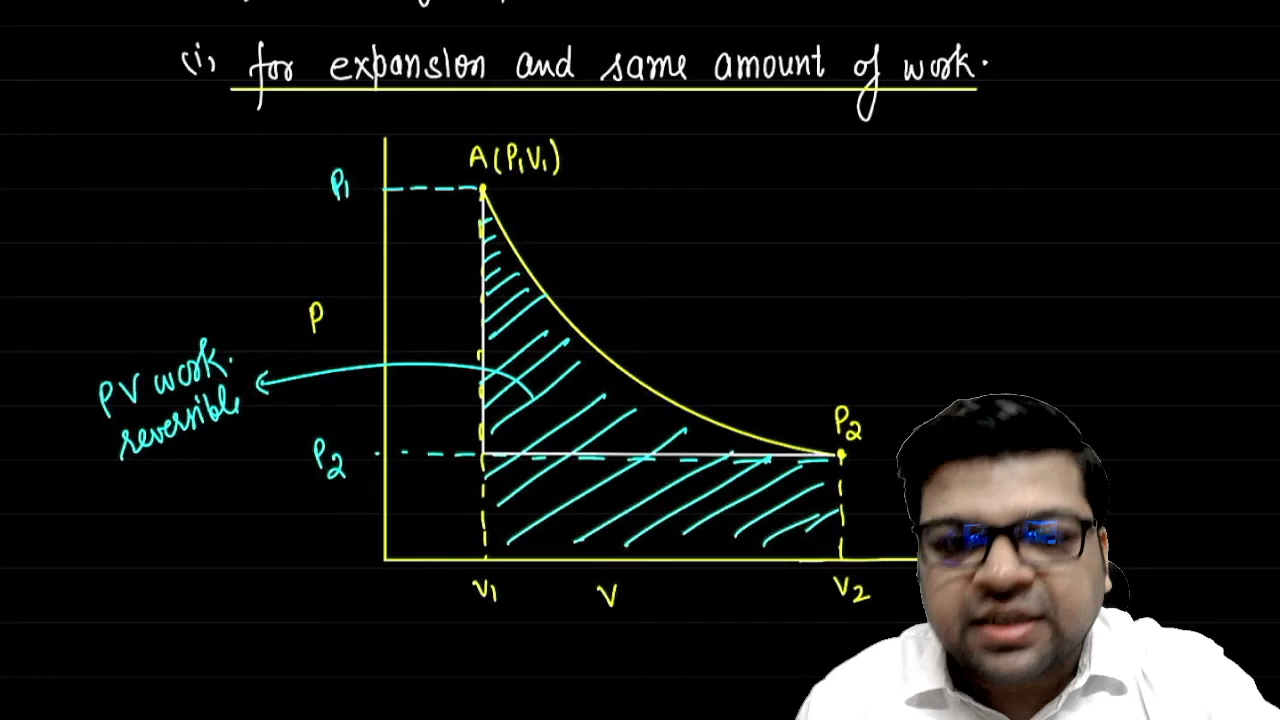 (i) for expansion and same amount of work.
A(P₁V₁)
P₁
P
PV work.
reversible
P₂
P₂
V₁
V
V₂